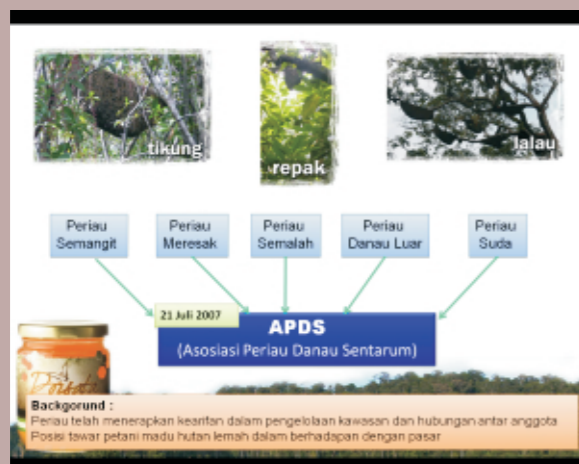 tikung
repak
lalau
Periau
Semangit
Periau
Meresak
Periau
Semalah
Periau
Danau Luar
Periau
Suda
21 Juli 2007
APDS
(Asosiasi Periau Danau Sentarum)
Backgorund :
Periau telah menerapkan kearifan dalam pengelolaan kawasan dan hubungan antar anggota
Posisi tawar petani madu hutan lemah dalam berhadapan dengan pasar